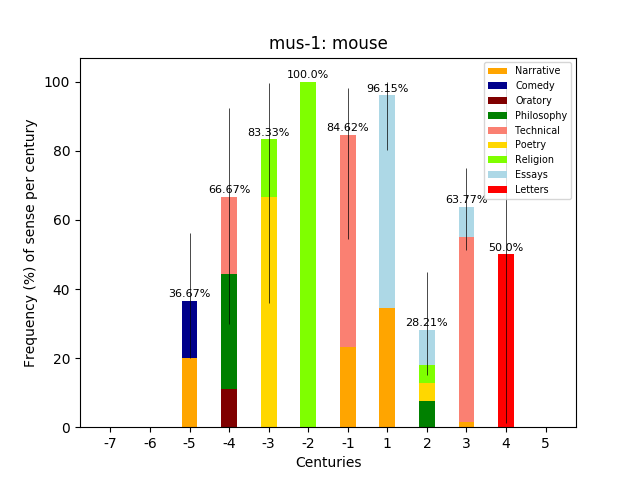 mus-1: mouse
Frequency (%) of sense per century
100
80
60
40
20
0
36.67%
66.67%
83.33%
100.0%
84.62%
96.15%
28.21%
63.77%
50.0%
Narrative
Comedy
Oratory
Philosophy
Technical
Poetry
Religion
Essays
Letters
-7 -6 -5 -4 -3 -2 -1 1 2 3 4 5
Centuries